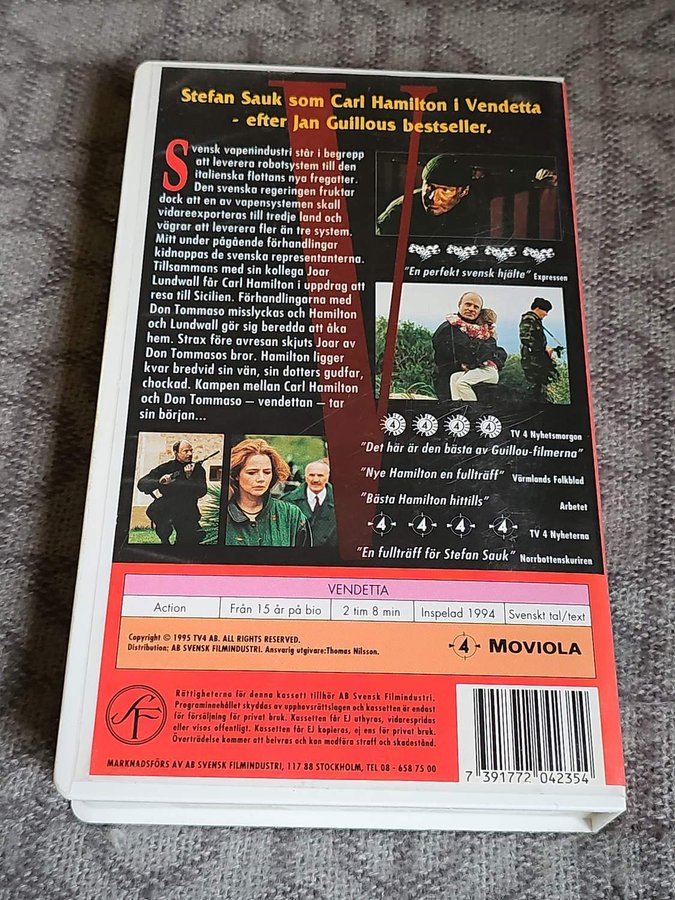 Stefan Sauk som Carl Hamilton i Vendetta
- efter Jan Guillous bestseller.
Svensk vapenindustri står i begrepp
att leverera robotsystem till den
italienska flottans nya fregatter.
Den svenska regeringen fruktar
dock att en av vapensystemen skall
vidareexporteras till tredje land och
vägrar att leverera fler än tre system.
Mitt under pågående förhandlingar
kidnappas de svenska representanterna.
Tillsammans med sin kollega Joar
Lundwall får Carl Hamilton i uppdrag att
resa till Sicilien. Förhandlingarna med
Don Tommaso misslyckas och Hamilton
och Lundwall gör sig beredda att åka
hem. Strax före avresan skjuts Joar av
Don Tommasos bror. Hamilton ligger
kvar bredvid sin vän, sin dotters gudfar,
chockad. Kampen mellan Carl Hamilton
och Don Tommaso – vendettan – tar
sin början...
"En perfekt svensk hjälte" Expressen
4 4 4 4 TV 4 Nyhetsmorgon
"Det här är den bästa av Guillou-filmerna"
"Nye Hamilton en fullträff" Värmlands Folkblad
"Bästa Hamilton hittills" Arbetet
4 4 4 4 TV 4 Nyheterna
"En fullträff för Stefan Sauk" Norrbottenskuriren
VENDETTA
Action Från 15 år på bio 2 tim 8 min Inspelad 1994 Svenskt tal/text
Copyright © 1995 TV4 AB. ALL RIGHTS RESERVED.
Distribution: AB SVENSK FILMINDUSTRI. Ansvarig utgivare:Thomas Nilsson.
4 MOVIOLA
SF
Rättigheterna för denna kassett tillhör AB Svensk Filmindustri.
Programinnehållet skyddas av upphovsrättslagen och kassetten är endast
för försäljning för privat bruk. Kassetten får EJ uthyras, vidarespridas
eller visas offentligt. Kassetten får EJ kopieras, ej ens för privat bruk.
Överträdelse kommer att beivras och kan medföra straff och skadestånd.
MARKNADSFÖRS AV AB SVENSK FILMINDUSTRI, 117 88 STOCKHOLM, TEL 08 - 658 75 00
7 391772 042354